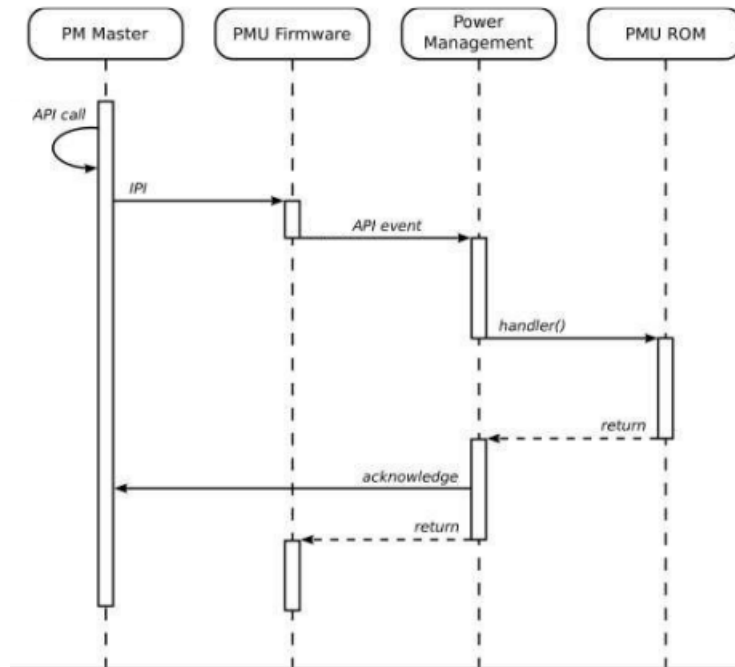 PM Master
PMU Firmware
Power
Management
PMU ROM
API call
IPI
API event
handler()
return
acknowledge
return